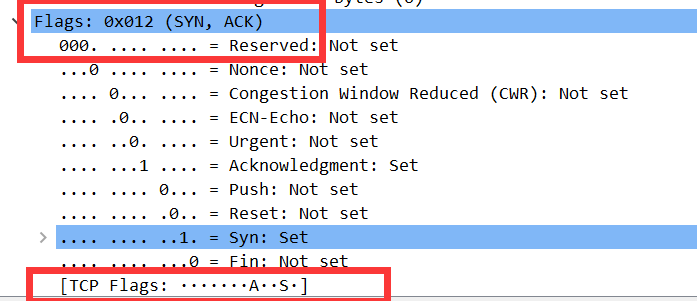 Flags: 0x012 (SYN, ACK)
000. .... .... = Reserved: Not set
...0 .... .... = Nonce: Not set
.... 0... .... = Congestion Window Reduced (CWR): Not set
.... .0.. .... = ECN-Echo: Not set
.... ..0. .... = Urgent: Not set
.... ...1 .... = Acknowledgment: Set
.... .... 0... = Push: Not set
.... .... .0.. = Reset: Not set
.... .... ..1. = Syn: Set
.... .... ...0 = Fin: Not set
[TCP Flags: ·······A··S·]